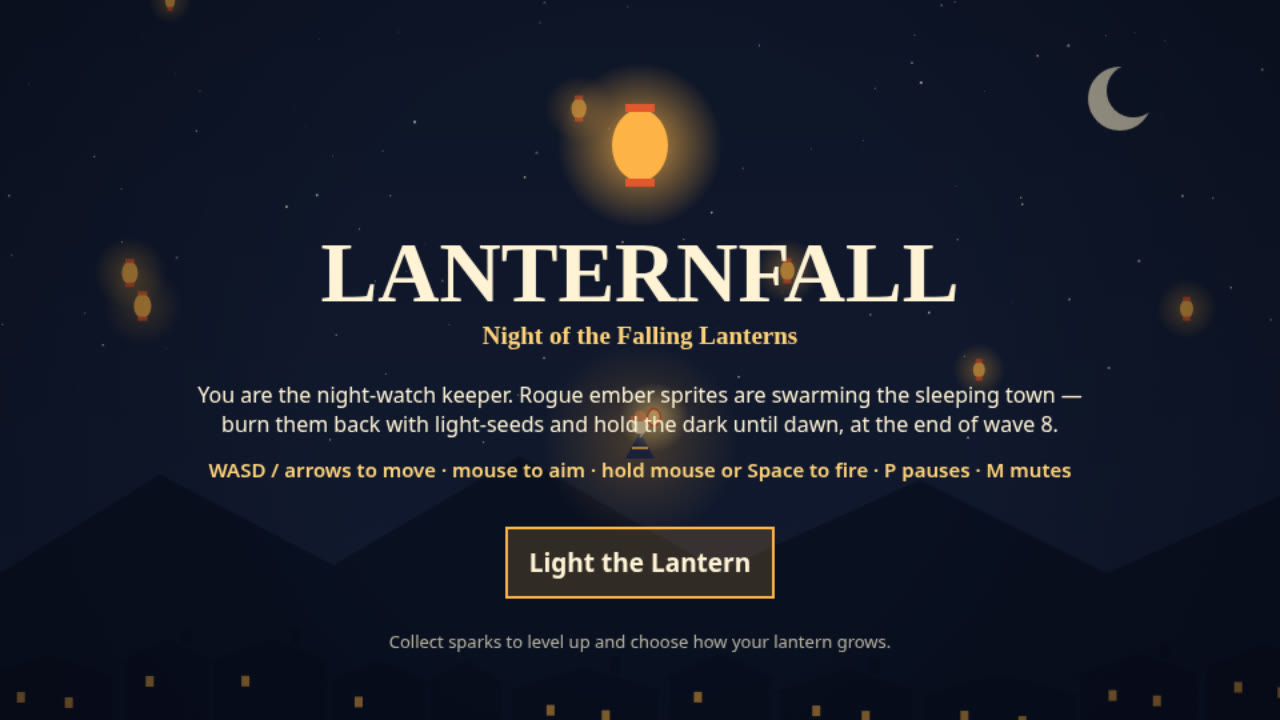 LANTERNFALL
Night of the Falling Lanterns
You are the night-watch keeper. Rogue ember sprites are swarming the sleeping town —
burn them back with light-seeds and hold the dark until dawn, at the end of wave 8.
WASD / arrows to move · mouse to aim · hold mouse or Space to fire · P pauses · M mutes
Light the Lantern
Collect sparks to level up and choose how your lantern grows.